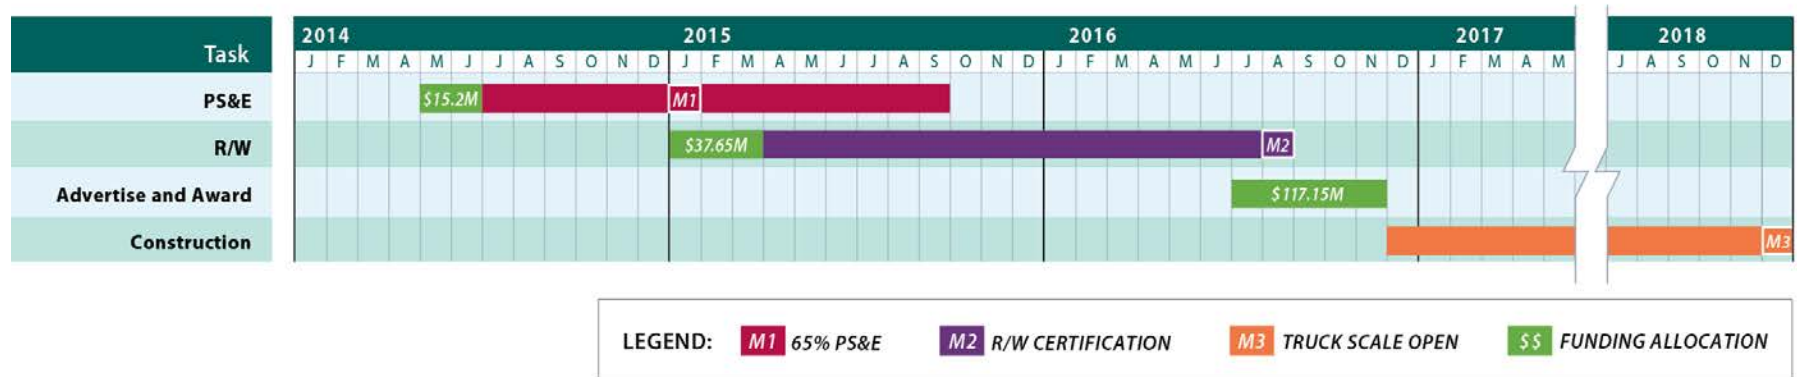 2014 2015 2016 2017 2018
Task J F M A M J J A S O N D J F M A M J J A S O N D J F M A M J J A S O N D J F M A M J A S O N D
PS&E $15.2M M1
R/W $37.65M M2
Advertise and Award $117.15M
Construction M3
LEGEND: M1 65% PS&E M2 R/W CERTIFICATION M3 TRUCK SCALE OPEN $$ FUNDING ALLOCATION